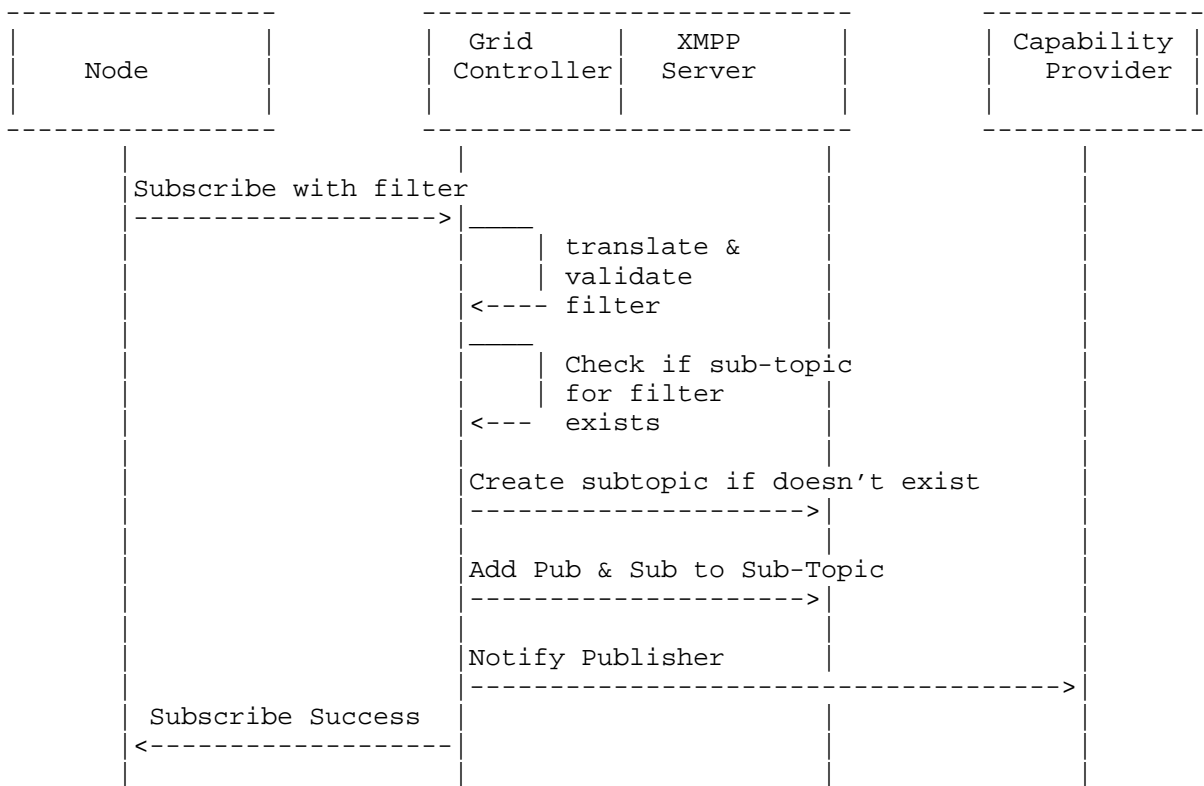 Grid XMPP Capability
Node Controller Server Provider
Subscribe with filter
translate &
validate
filter
Check if sub-topic
for filter
exists
Create subtopic if doesn't exist
Add Pub & Sub to Sub-Topic
Notify Publisher
Subscribe Success